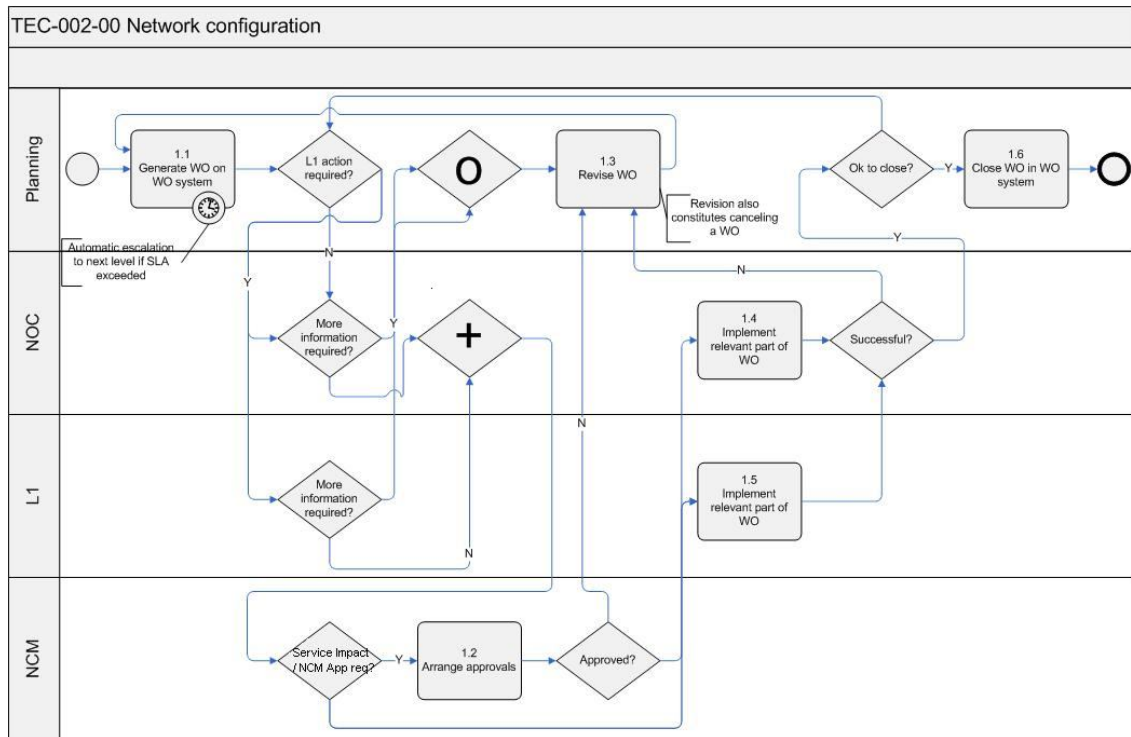 TEC-002-00 Network configuration
Planning
1.1
Generate WO on
WO system
Automatic escalation
to next level if SLA
exceeded
L1 action
required?
O
1.3
Revise WO
Revision also
constitutes canceling
a WO
Ok to close?
Y
1.6
Close WO in WO
system
N
Y
Y
N
Y
NOC
More
information
required?
+
1.4
Implement
relevant part of
WO
Successful?
L1
More
information
required?
N
N
1.5
Implement
relevant part of
WO
NCM
Service Impact
/ NCM App req?
Y
1.2
Arrange approvals
Approved?